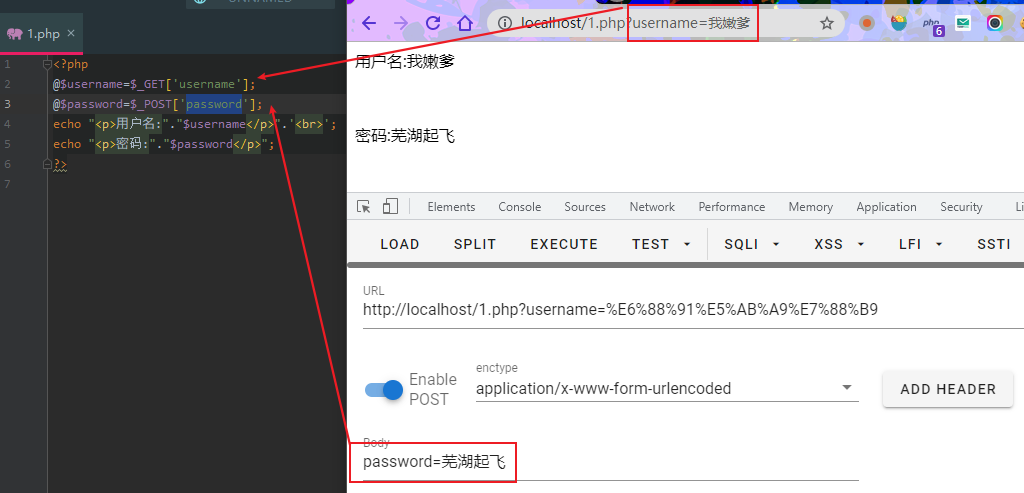 UNNAMED
1.php ×
1 <?php
2 @$username=$_GET['username'];
3 @$password=$_POST['password'];
4 echo "<p>用户名:"."$username</p>".'<br>';
5 echo "<p>密码:"."$password</p>";
6 ?>
7
localhost/1.php?username=我嫩爹
php
6
用户名:我嫩爹
密码:芜湖起飞
Elements Console Sources Network Performance Memory Application Security Li
LOAD SPLIT EXECUTE TEST SQLI XSS LFI SSTI
URL
http://localhost/1.php?username=%E6%88%91%E5%AB%A9%E7%88%B9
Enable
POST
enctype
application/x-www-form-urlencoded
ADD HEADER
Body
password=芜湖起飞